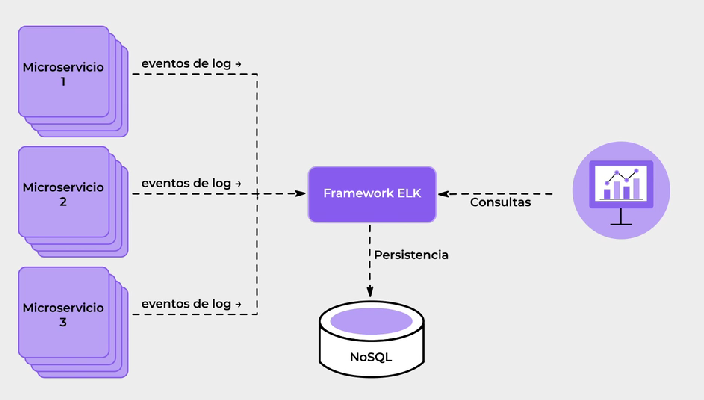 Microservicio
1
eventos de log →
Microservicio
2
eventos de log →
Framework ELK
Consultas
Persistencia
Microservicio
3
eventos de log →
NoSQL